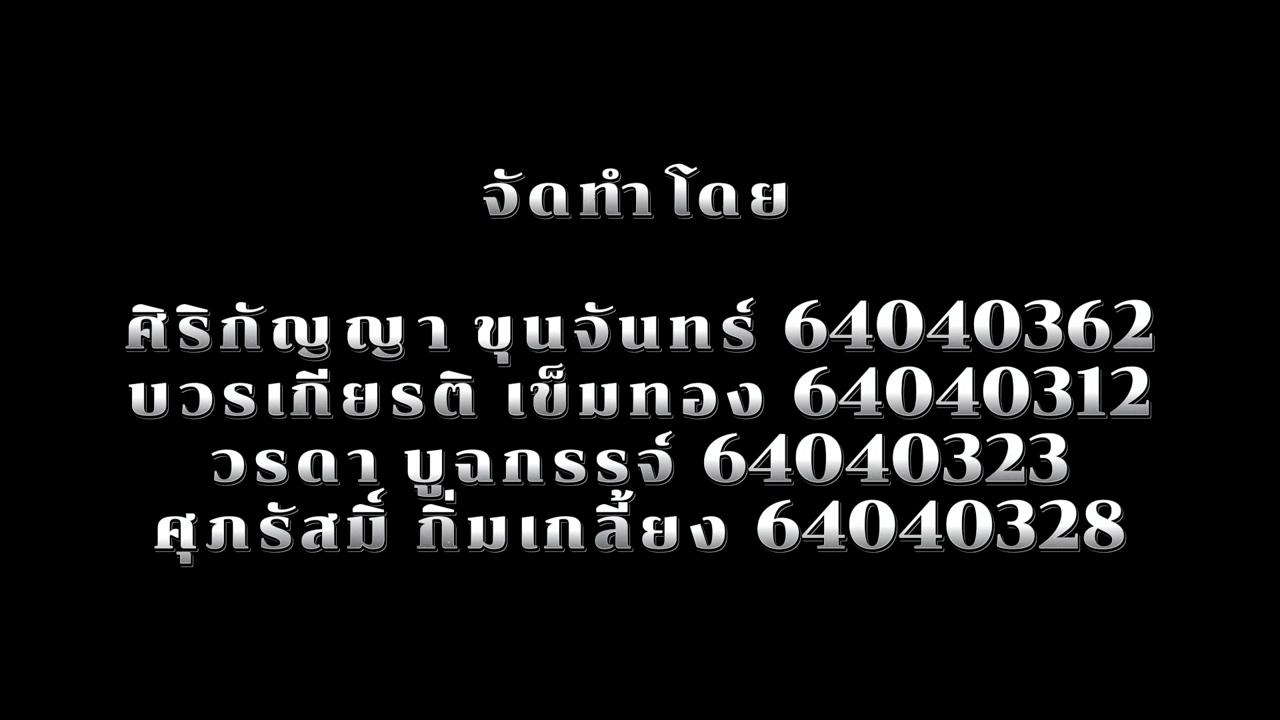 จัดทำโดย
ศิริกัญญา ขุนจันทร์ 64040362
บวรเกียรติ เข็มทอง 64040312
วรดา บูฉกรรจ์ 64040323
ศุภรัสมิ์ กิ่มเกลี้ยง 64040328